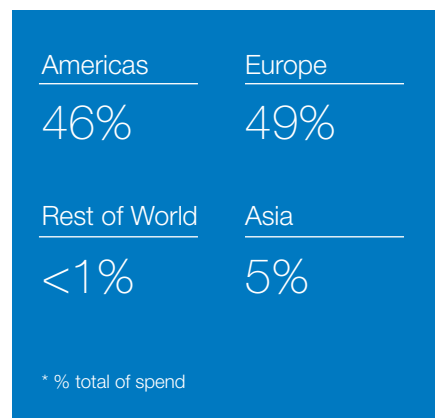 Americas
46%
Europe
49%
Rest of World
<1%
Asia
5%
* % total of spend